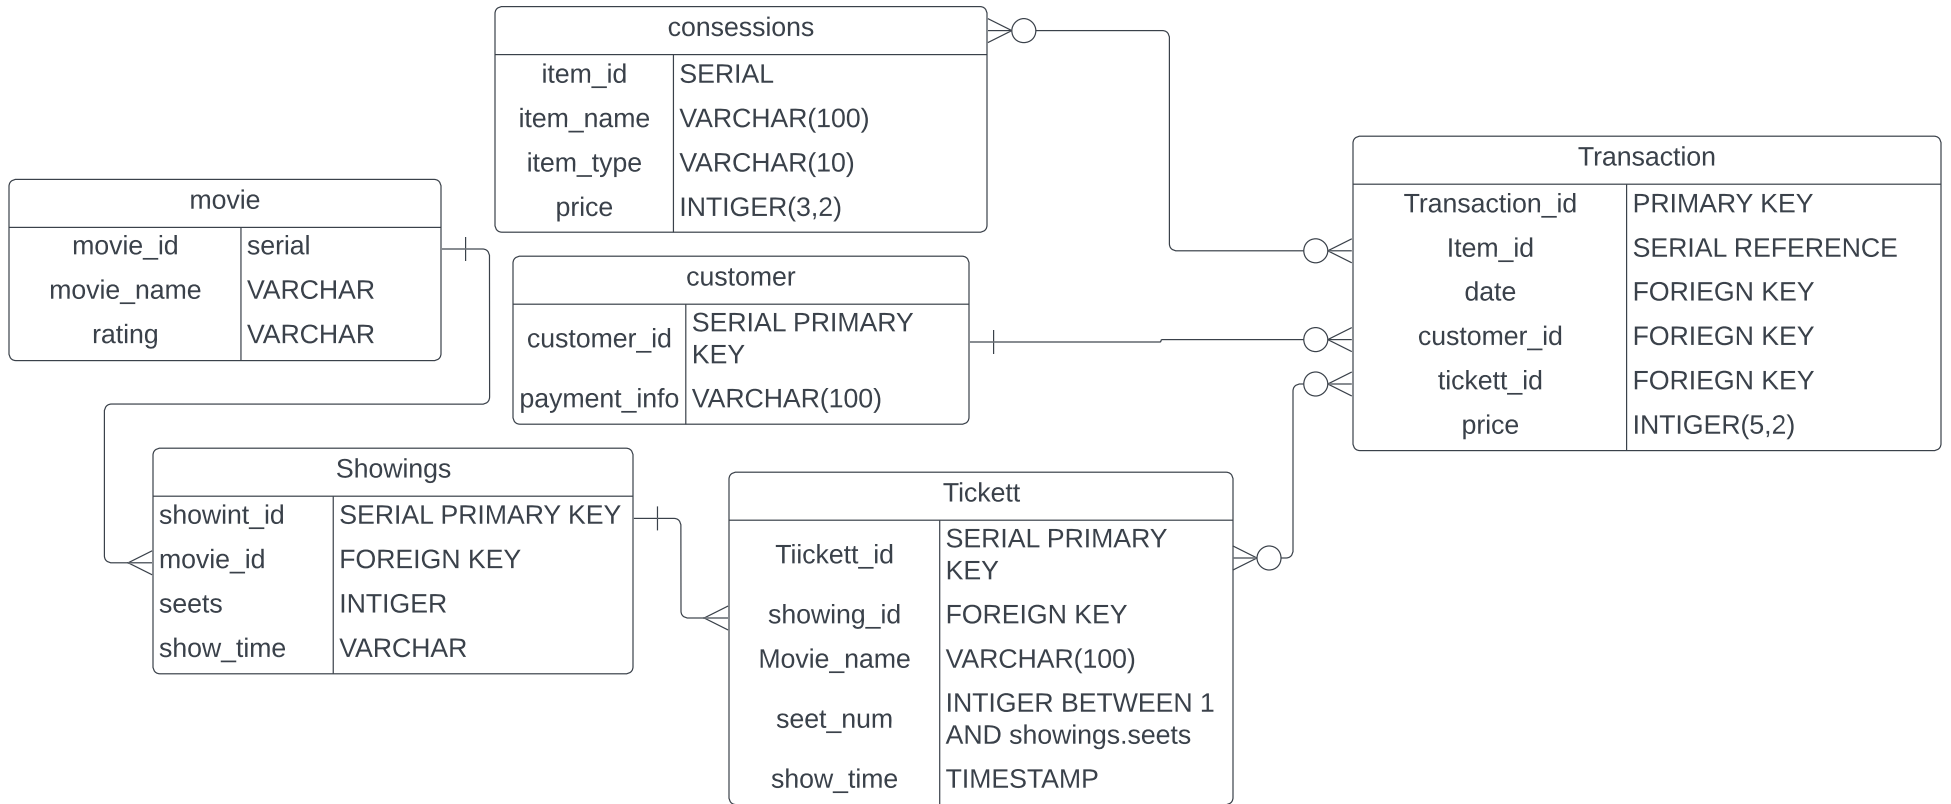 consessions
item_id SERIAL
item_name VARCHAR(100)
item_type VARCHAR(10)
price INTIGER(3,2)
Transaction
Transaction_id PRIMARY KEY
Item_id SERIAL REFERENCE
date FORIEGN KEY
customer_id FORIEGN KEY
tickett_id FORIEGN KEY
price INTIGER(5,2)
movie
movie_id serial
movie_name VARCHAR
rating VARCHAR
customer
customer_id SERIAL PRIMARY
KEY
payment_info VARCHAR(100)
Showings
showint_id SERIAL PRIMARY KEY
movie_id FOREIGN KEY
seets INTIGER
show_time VARCHAR
Tickett
Tiickett_id SERIAL PRIMARY
KEY
showing_id FOREIGN KEY
Movie_name VARCHAR(100)
seet_num INTIGER BETWEEN 1
AND showings.seets
show_time TIMESTAMP